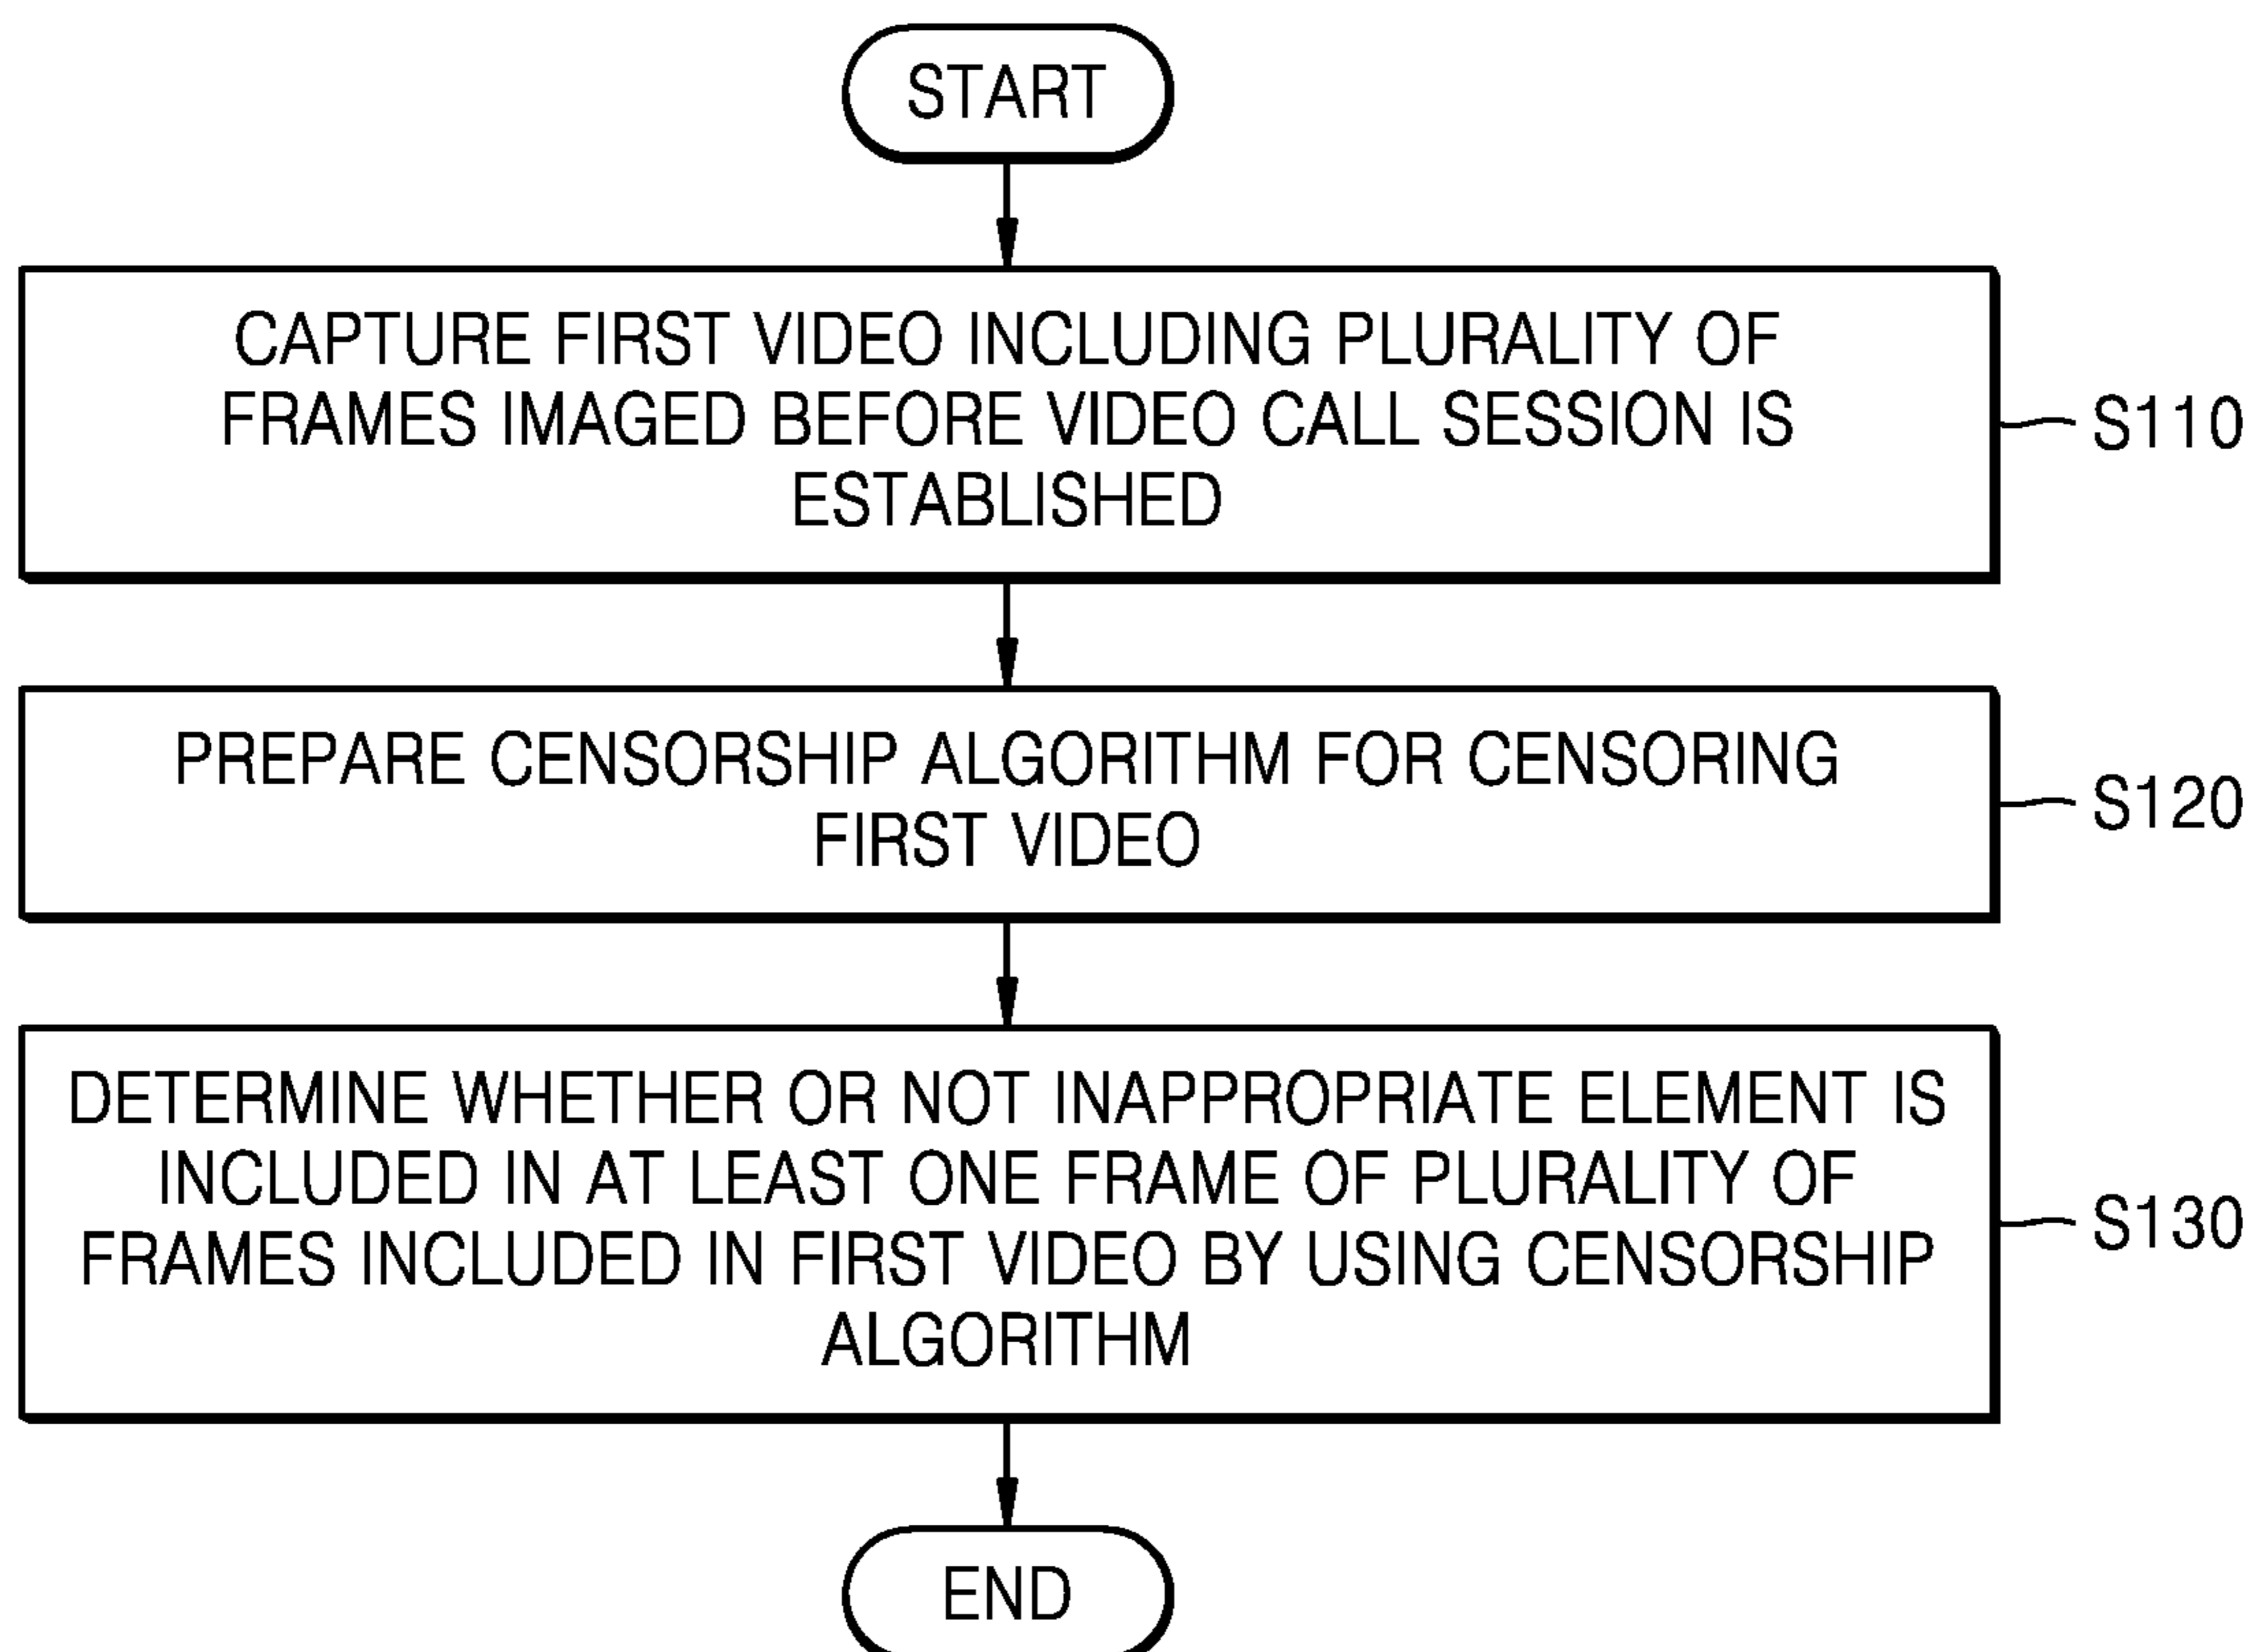 START
CAPTURE FIRST VIDEO INCLUDING PLURALITY OF
FRAMES IMAGED BEFORE VIDEO CALL SESSION IS
ESTABLISHED
S110
PREPARE CENSORSHIP ALGORITHM FOR CENSORING
FIRST VIDEO
S120
DETERMINE WHETHER OR NOT INAPPROPRIATE ELEMENT IS
INCLUDED IN AT LEAST ONE FRAME OF PLURALITY OF
FRAMES INCLUDED IN FIRST VIDEO BY USING CENSORSHIP
ALGORITHM
S130
END